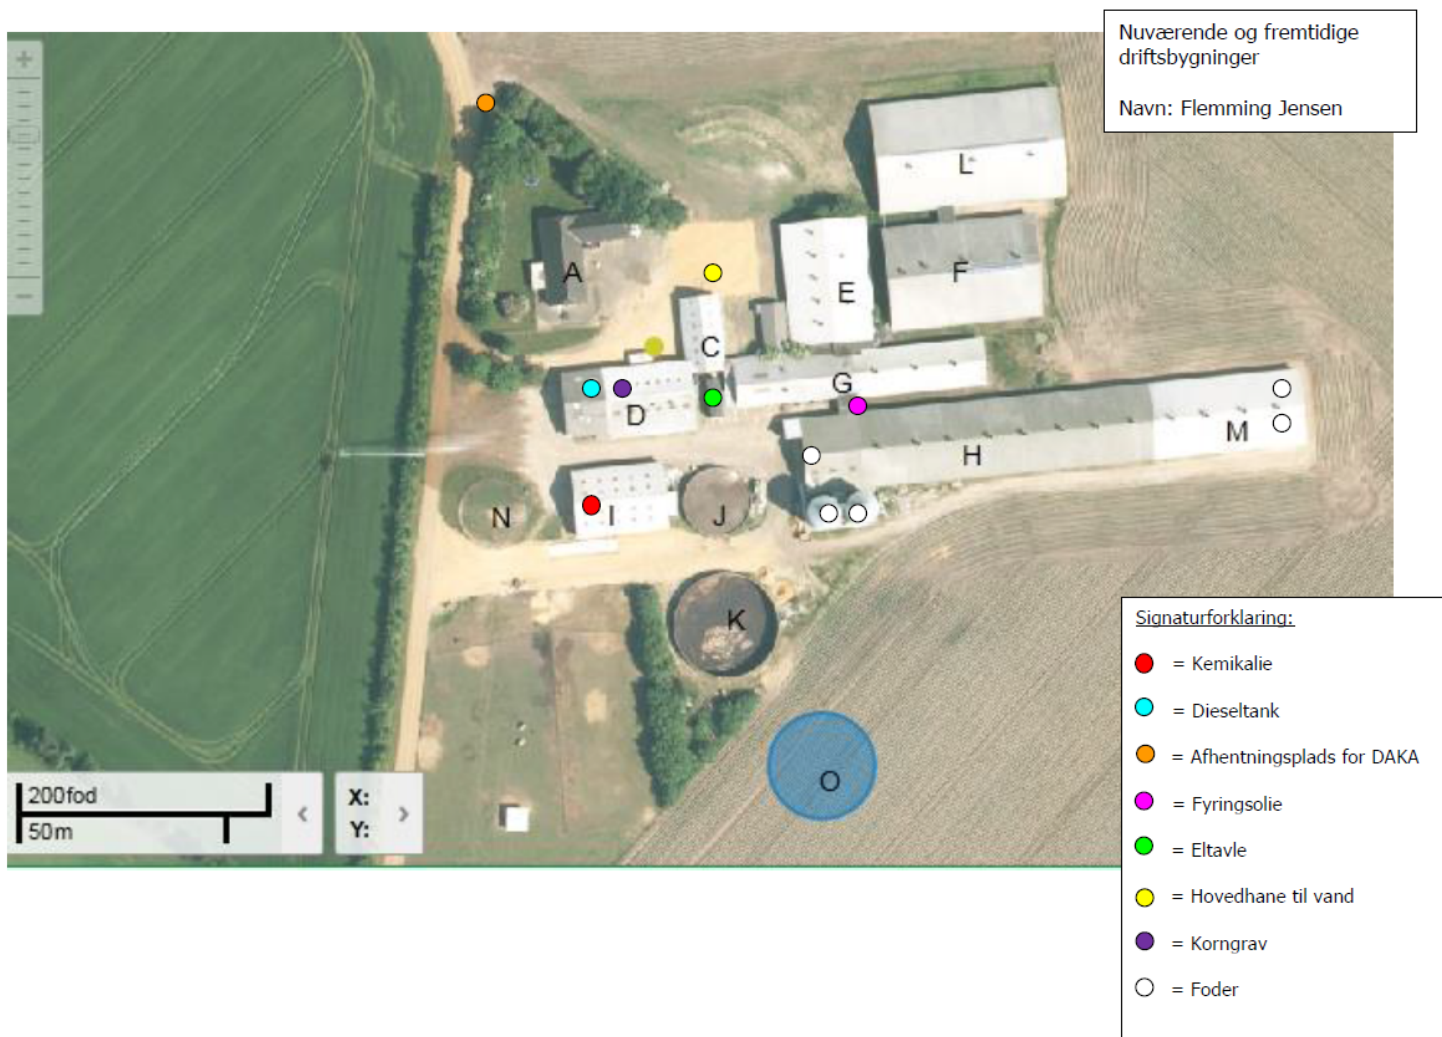 Nuværende og fremtidige
driftsbygninger
Navn: Flemming Jensen
L
A
E
F
C
G
D
M
H
N
I
J
K
O
200fod
50m
X:
Y:
Signaturforklaring:
= Kemikalie
= Dieseltank
= Afhentningsplads for DAKA
= Fyringsolie
= Eltavle
= Hovedhane til vand
= Korngrav
= Foder